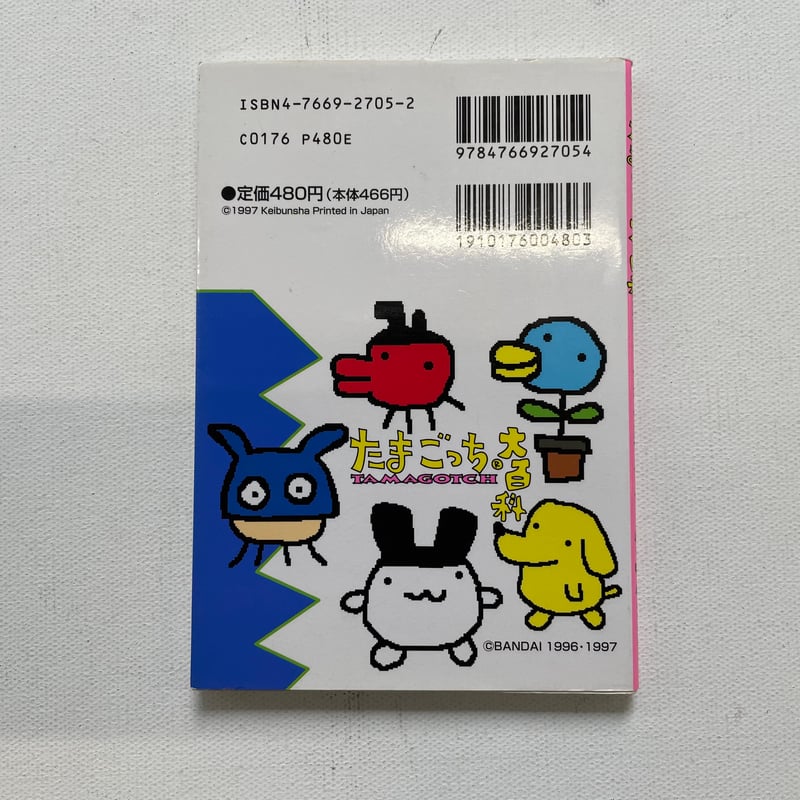 ISBN4-7669-2705-2
C0176 P480E
9784766927054
●定価480円(本体466円)
©1997 Keibunsha Printed in Japan
1910176004803
たまごっち。大百科
TAMAGOTCH
©BANDAI 1996・1997